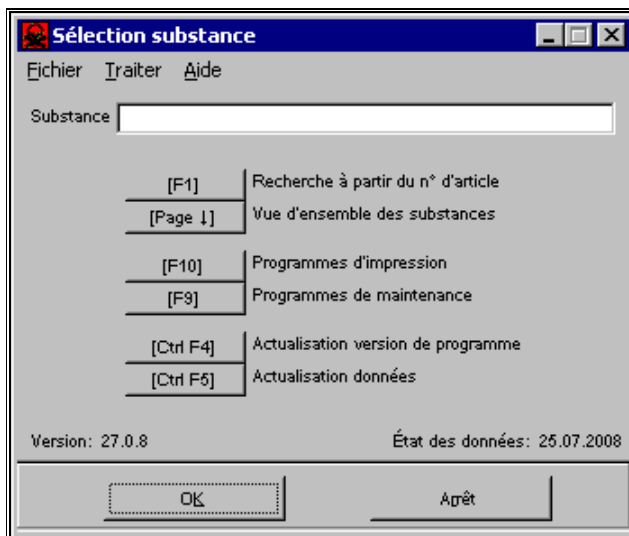 Sélection substance
Fichier Traiter Aide
Substance
[F1] Recherche à partir du n° d'article
[Page ↓] Vue d'ensemble des substances
[F10] Programmes d'impression
[F9] Programmes de maintenance
[Ctrl F4] Actualisation version de programme
[Ctrl F5] Actualisation données
Version: 27.0.8 État des données: 25.07.2008
OK Arrêt